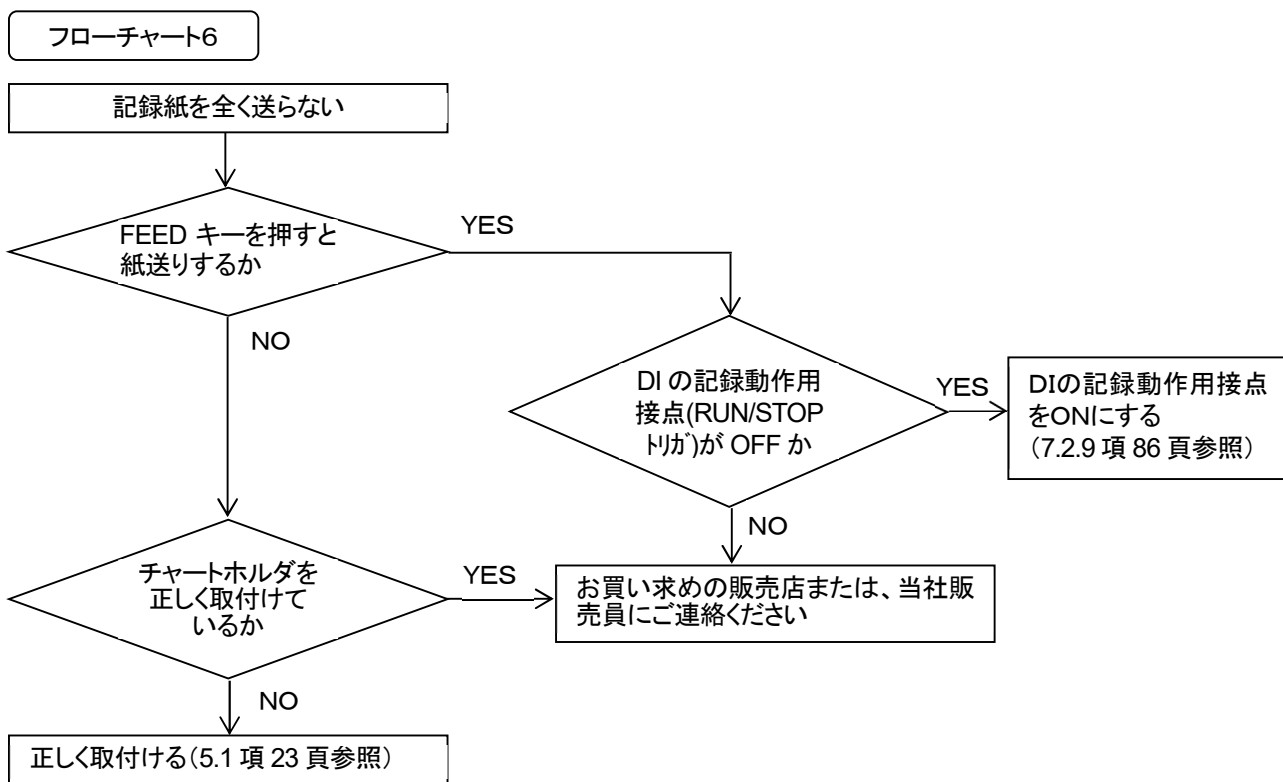 フローチャート6
記録紙を全く送らない
FEED キーを押すと
紙送りするか
YES
NO
DI の記録動作用
接点(RUN/STOP
ﾄﾘｶﾞ)が OFF か
YES
DIの記録動作用接点
をONにする
(7.2.9 項 86 頁参照)
NO
チャートホルダを
正しく取付けて
いるか
YES
お買い求めの販売店または、当社販
売員にご連絡ください
NO
正しく取付ける(5.1 項 23 頁参照)